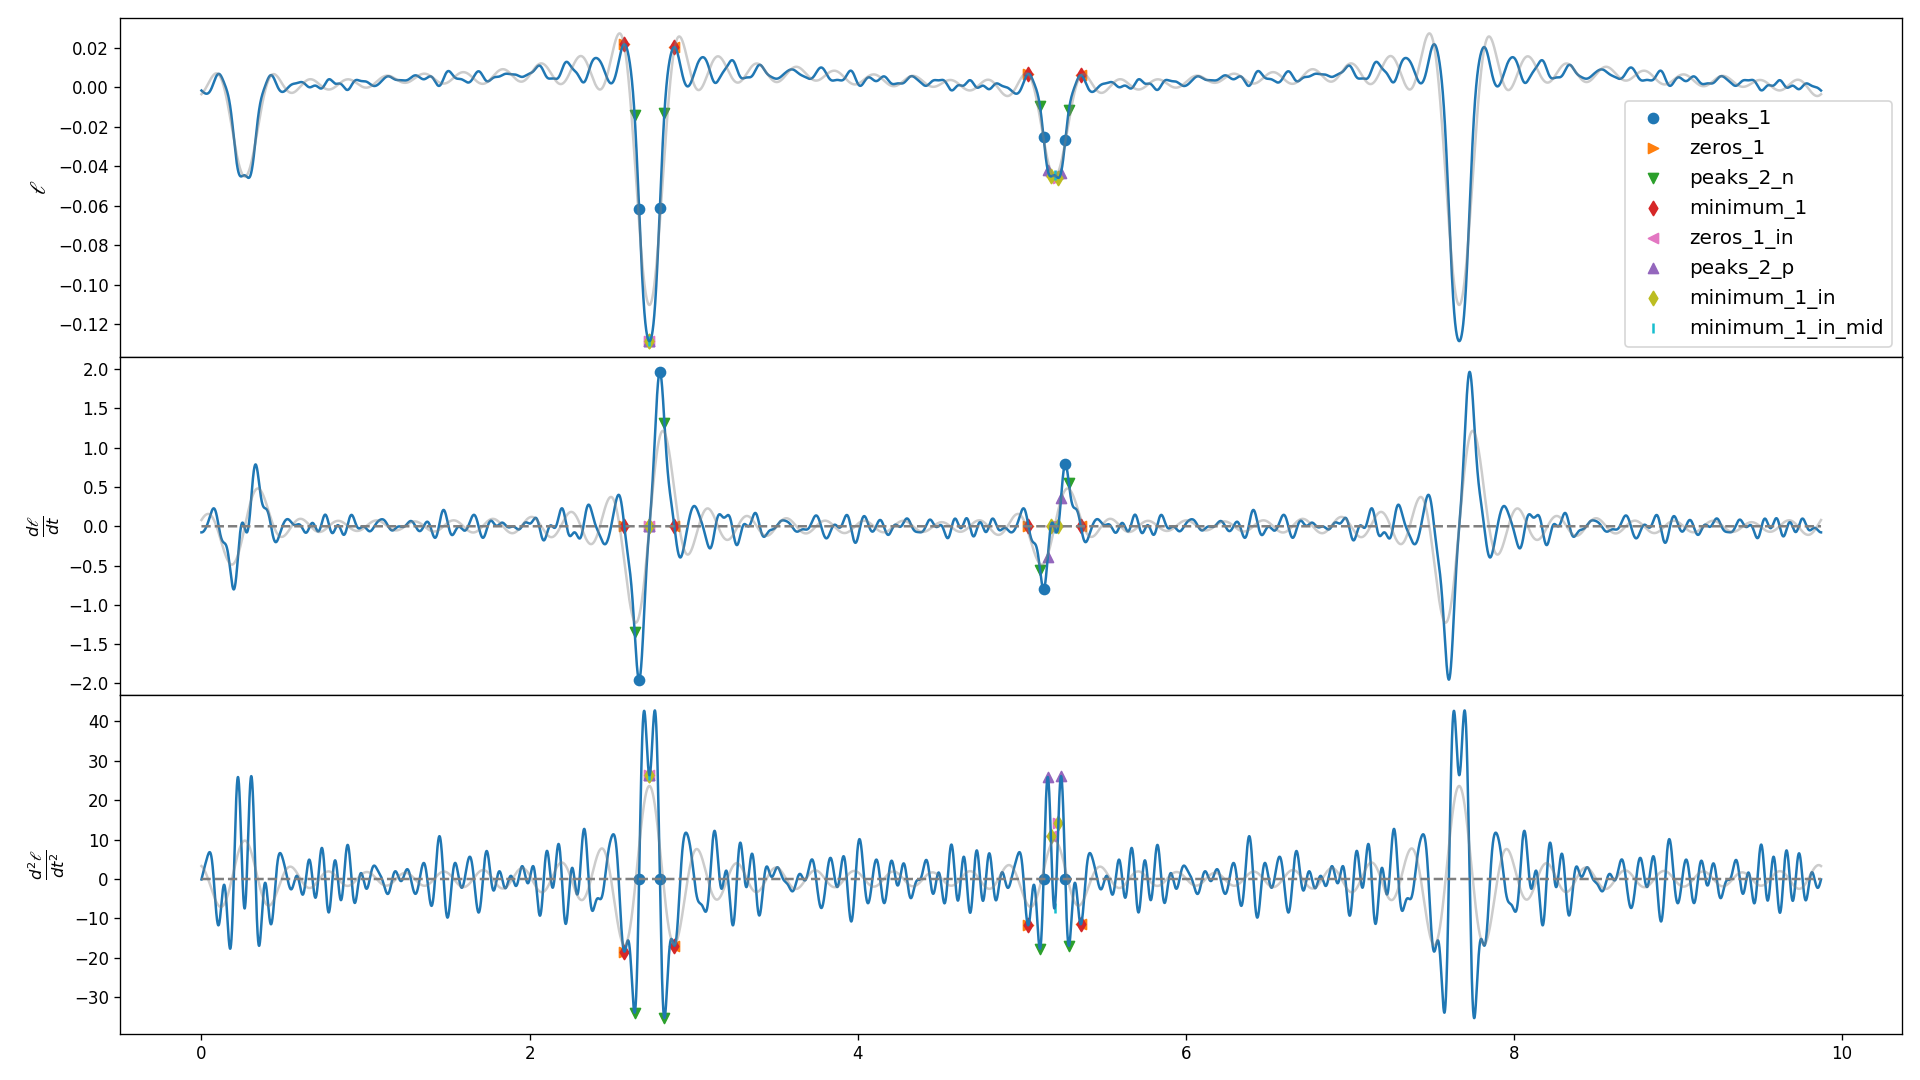 0.02
0.00
−0.02
−0.04
−0.06
−0.08
−0.10
−0.12
ℓ
peaks_1
zeros_1
peaks_2_n
minimum_1
zeros_1_in
peaks_2_p
minimum_1_in
minimum_1_in_mid
2.0
1.5
1.0
0.5
0.0
−0.5
−1.0
−1.5
−2.0
dℓ
dt
40
30
20
10
0
−10
−20
−30
d²ℓ
dt²
0 2 4 6 8 10